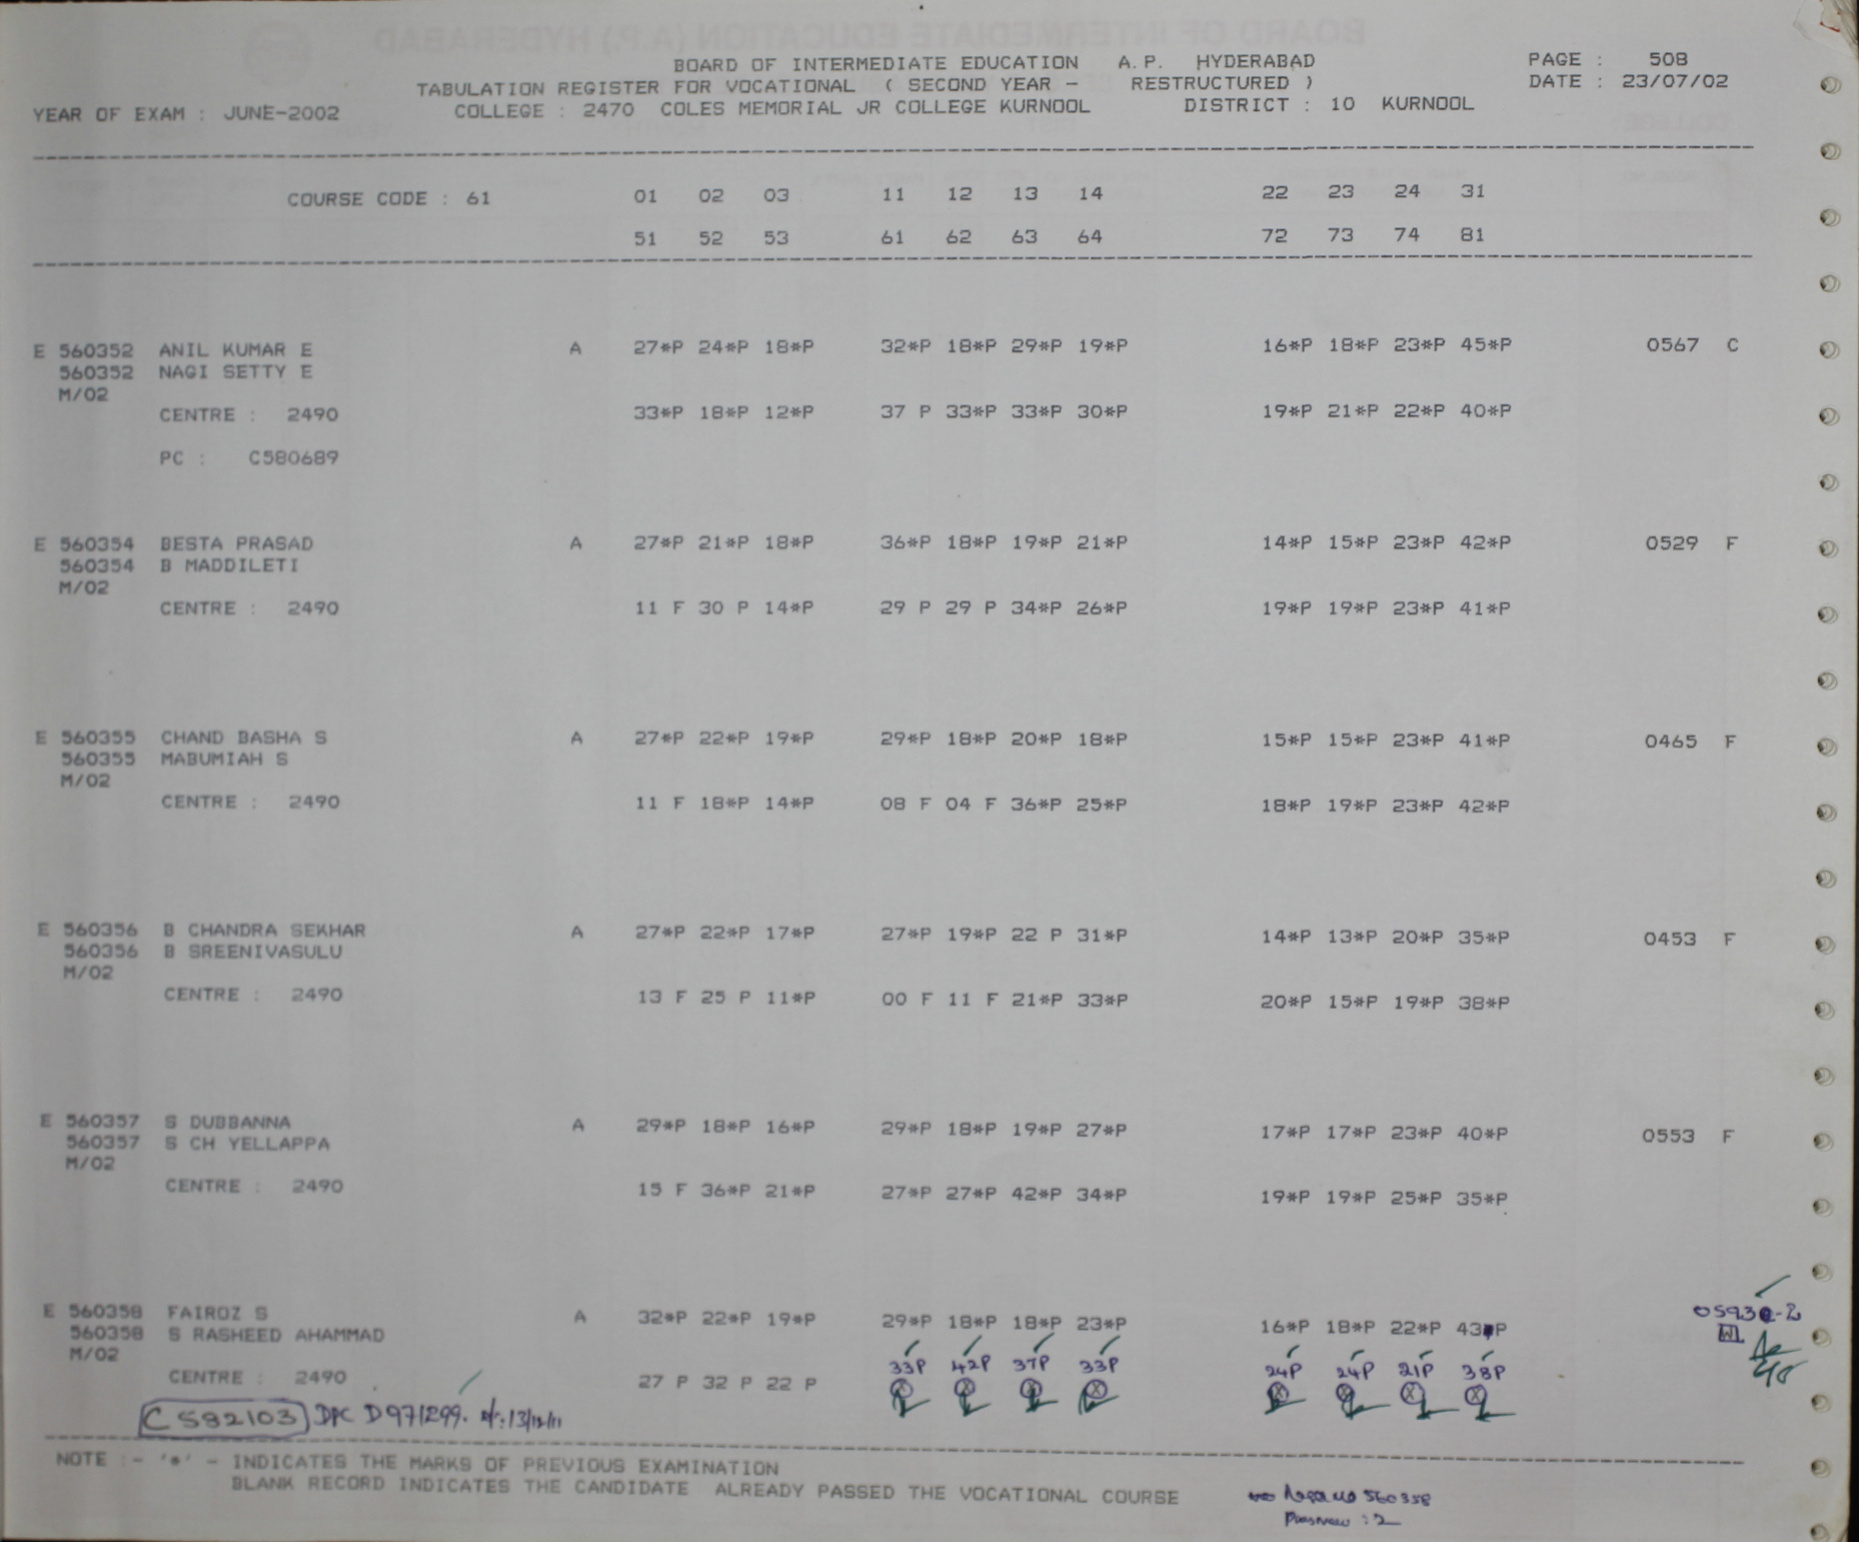 BOARD OF INTERMEDIATE EDUCATION A.P. HYDERABAD PAGE : 508
TABULATION REGISTER FOR VOCATIONAL ( SECOND YEAR - RESTRUCTURED ) DATE : 23/07/02
YEAR OF EXAM : JUNE-2002 COLLEGE : 2470 COLES MEMORIAL JR COLLEGE KURNOOL DISTRICT : 10 KURNOOL
COURSE CODE : 61 01 02 03 11 12 13 14 22 23 24 31
51 52 53 61 62 63 64 72 73 74 81
E 560352 ANIL KUMAR E A 27*P 24*P 18*P 32*P 18*P 29*P 19*P 16*P 18*P 23*P 45*P 0567 C
560352 NAGI SETTY E
M/02
CENTRE : 2490 33*P 18*P 12*P 37 P 33*P 33*P 30*P 19*P 21*P 22*P 40*P
PC : C580689
E 560354 BESTA PRASAD A 27*P 21*P 18*P 36*P 18*P 19*P 21*P 14*P 15*P 23*P 42*P 0529 F
560354 B MADDILETI
M/02
CENTRE : 2490 11 F 30 P 14*P 29 P 29 P 34*P 26*P 19*P 19*P 23*P 41*P
E 560355 CHAND BASHA S A 27*P 22*P 19*P 29*P 18*P 20*P 18*P 15*P 15*P 23*P 41*P 0465 F
560355 MABUMIAH S
M/02
CENTRE : 2490 11 F 18*P 14*P 08 F 04 F 36*P 25*P 18*P 19*P 23*P 42*P
E 560356 B CHANDRA SEKHAR A 27*P 22*P 17*P 27*P 19*P 22 P 31*P 14*P 13*P 20*P 35*P 0453 F
560356 B SREENIVASULU
M/02
CENTRE : 2490 13 F 25 P 11*P 00 F 11 F 21*P 33*P 20*P 15*P 19*P 38*P
E 560357 S DUBBANNA A 29*P 18*P 16*P 29*P 18*P 19*P 27*P 17*P 17*P 23*P 40*P 0553 F
560357 S CH YELLAPPA
M/02
CENTRE : 2490 15 F 36*P 21*P 27*P 27*P 42*P 34*P 19*P 19*P 25*P 35*P
E 560358 FAIROZ S A 32*P 22*P 19*P 29*P 18*P 18*P 23*P 16*P 18*P 22*P 43*P
560358 S RASHEED AHAMMAD
M/02 33P 42P 37P 33P 24P 24P 21P 38P
CENTRE : 2490 27 P 32 P 22 P
C 592103 DPC D971299. 13/12/11
NOTE :- '*' - INDICATES THE MARKS OF PREVIOUS EXAMINATION
BLANK RECORD INDICATES THE CANDIDATE ALREADY PASSED THE VOCATIONAL COURSE
560358
: 2